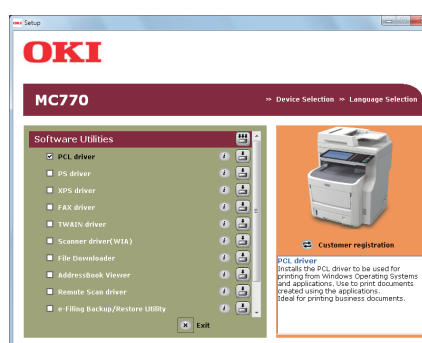 OKI Setup
OKI
MC770
» Device Selection » Language Selection
Software Utilities
PCL driver
PS driver
XPS driver
FAX driver
TWAIN driver
Scanner driver(WIA)
File Downloader
AddressBook Viewer
Remote Scan driver
e-Filing Backup/Restore Utility
Exit
Customer registration
PCL driver
Installs the PCL driver to be used for
printing from Windows Operating Systems
and applications. Use to print documents
created using the applications.
Ideal for printing business documents.